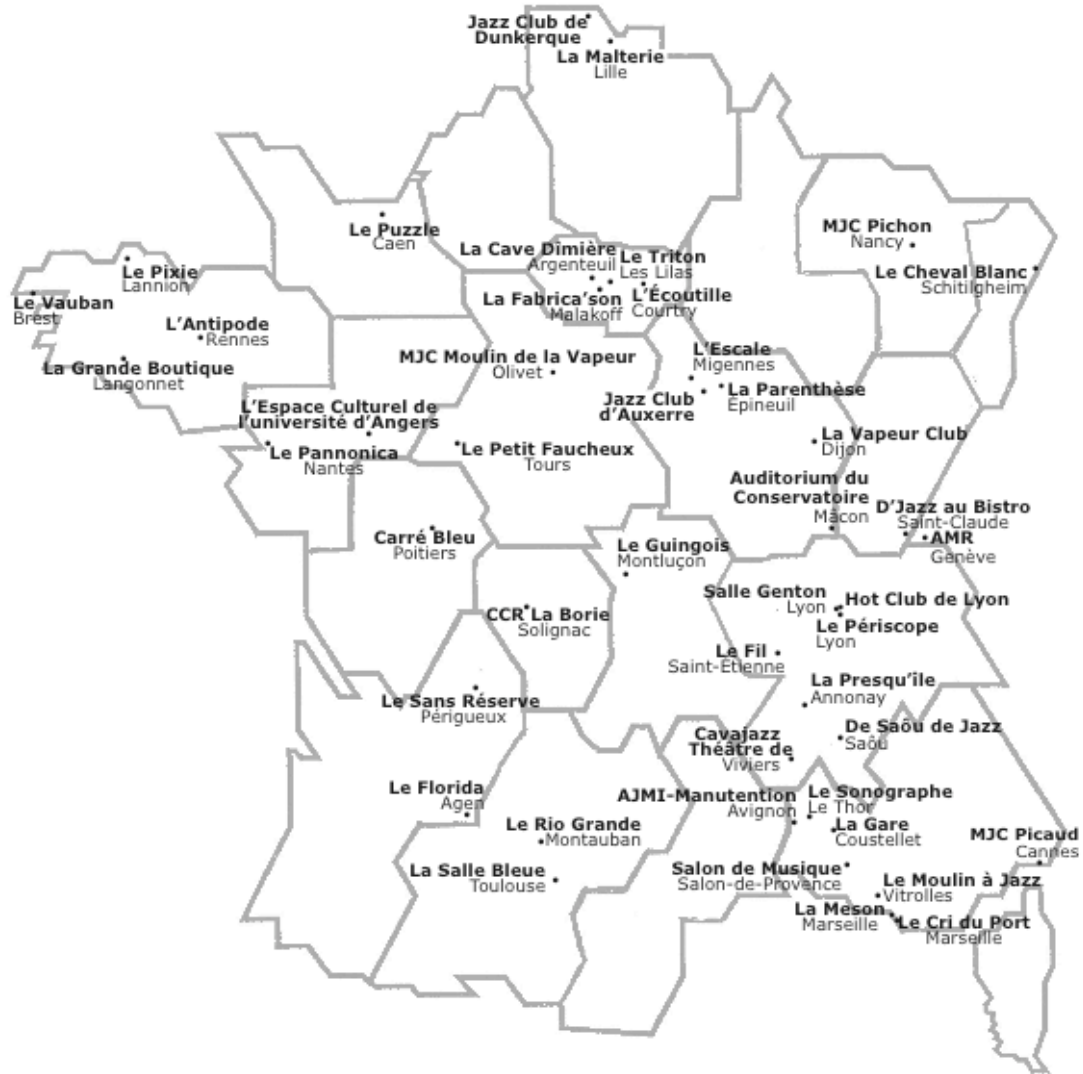 Jazz Club de
Dunkerque
La Malterie
Lille
Le Puzzle
Caen
MJC Pichon
Nancy
La Cave Dîmière
Argenteuil
Le Triton
Les Lilas
Le Cheval Blanc
Schitilgheim
Le Pixie
Lannion
La Fabrica'son
Malakoff
L'Écoutille
Courtry
Le Vauban
Brest
L'Antipode
Rennes
La Grande Boutique
Langonnet
MJC Moulin de la Vapeur
Olivet
L'Escale
Migennes
La Parenthèse
Épineuil
Jazz Club
d'Auxerre
L'Espace Culturel de
l'université d'Angers
Le Pannonica
Nantes
Le Petit Faucheux
Tours
La Vapeur Club
Dijon
Auditorium du
Conservatoire
Mâcon
D'Jazz au Bistro
Saint-Claude
AMR
Genève
Carré Bleu
Poitiers
Le Guingois
Montluçon
Salle Genton
Lyon
Hot Club de Lyon
Le Périscope
Lyon
CCR La Borie
Solignac
Le Fil
Saint-Étienne
La Presqu'île
Annonay
Le Sans Réserve
Périgueux
De Saôu de Jazz
Saôu
Cavajazz
Théâtre de
Viviers
Le Florida
Agen
AJMI-Manutention
Avignon
Le Sonographe
Le Thor
Le Rio Grande
Montauban
La Gare
Coustellet
MJC Picaud
Cannes
La Salle Bleue
Toulouse
Salon de Musique
Salon-de-Provence
Le Moulin à Jazz
Vitrolles
La Meson
Marseille
Le Cri du Port
Marseille